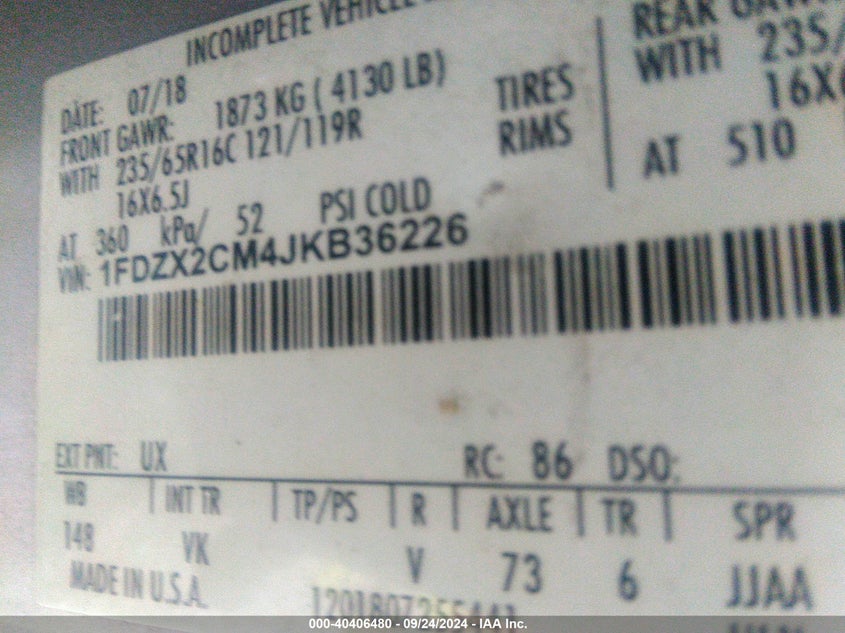 INCOMPLETE VEHICLE
DATE: 07/18
FRONT GAWR: 1873 KG ( 4130 LB)
WITH 235/65R16C 121/119R TIRES
16X6.5J RIMS
AT 360 kPa/ 52 PSI COLD
REAR GAWR
WITH 235/
16X6
AT 510
VIN: 1FDZX2CM4JKB36226
EXT PNT: UX RC: 86 DSO:
WB | INT TR | TP/PS | R | AXLE | TR | SPR
148 VK V 73 6 JJAA
MADE IN U.S.A.
000-40406480 - 09/24/2024 - IAA Inc.